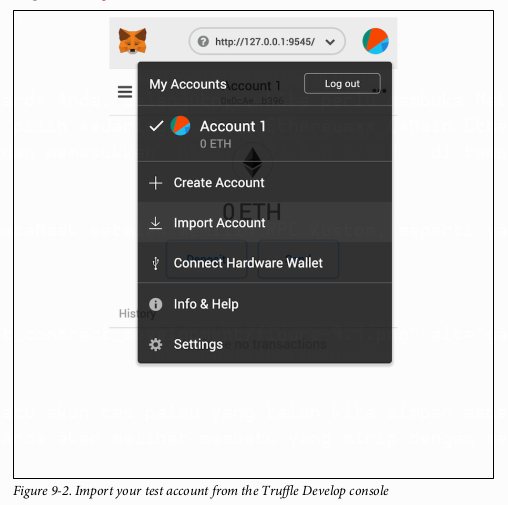 http://127.0.0.1:9545/
My Accounts
Log out
Account 1
Account 1
0 ETH
Create Account
0 ETH
Import Account
Connect Hardware Wallet
Info & Help
History
Settings
no transactions
Figure 9-2. Import your test account from the Truffle Develop console